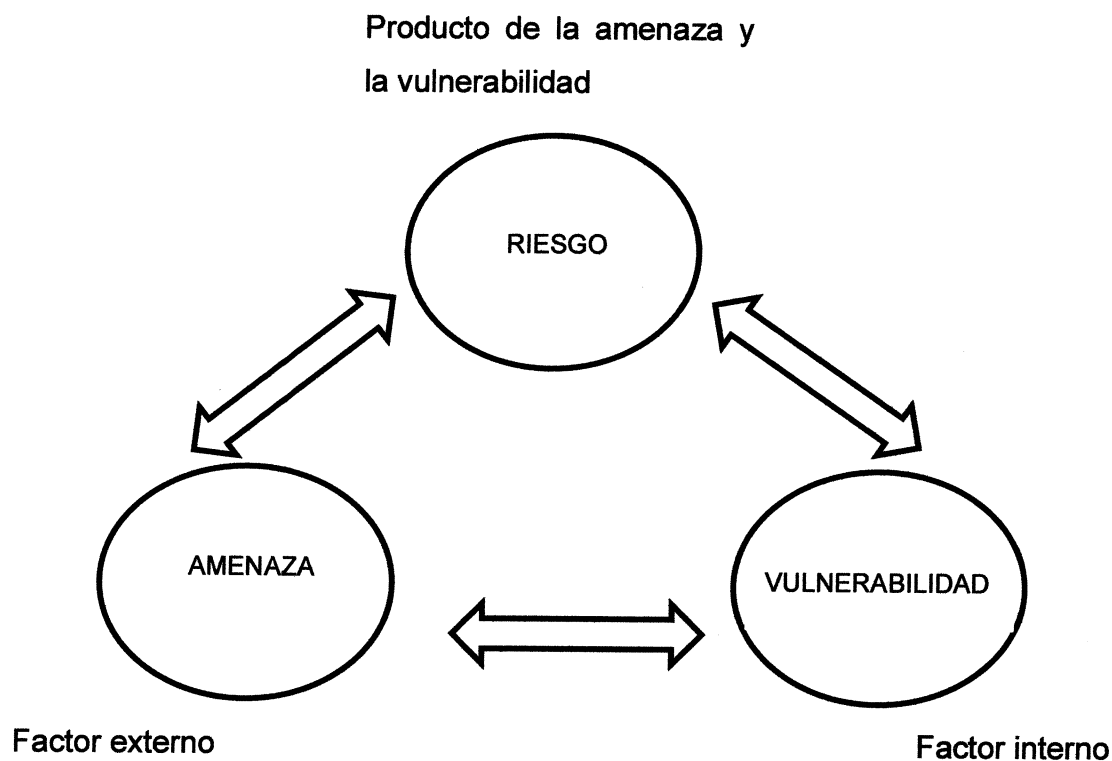 Producto de la amenaza y
la vulnerabilidad
RIESGO
AMENAZA
VULNERABILIDAD
Factor externo
Factor interno